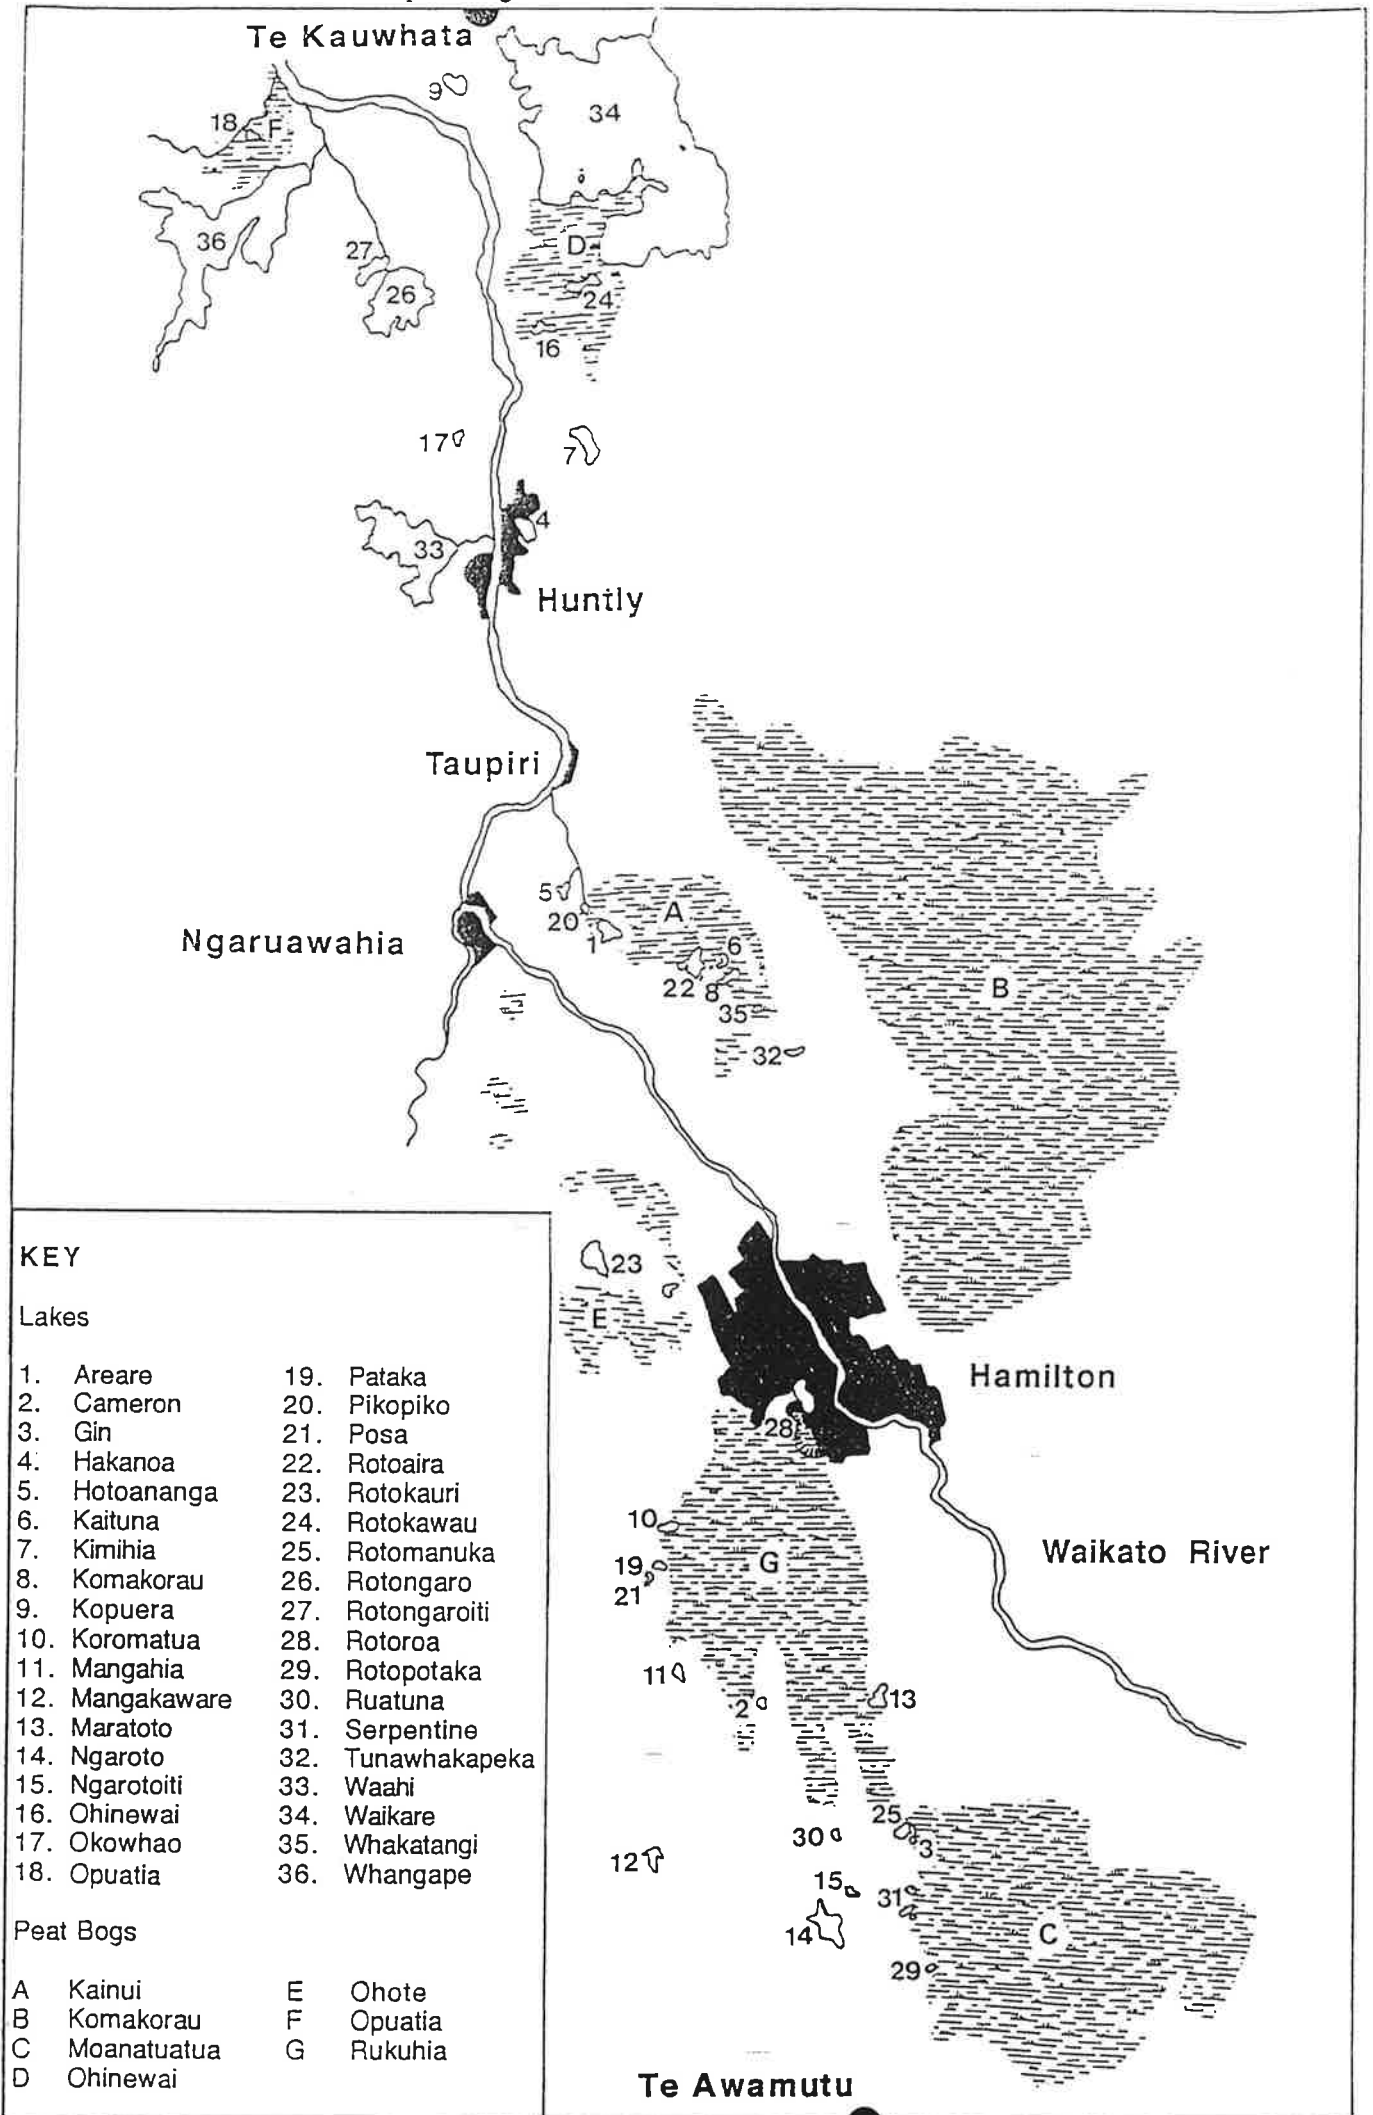 Te Kauwhata
9
34
18
F
D
36
27
26
24
16
17
7
4
33
Huntly
Taupiri
5
A
20
1
6
Ngaruawahia
22
8
B
35
32
23
E
KEY
Lakes
1. Areare
2. Cameron
3. Gin
4. Hakanoa
5. Hotoananga
6. Kaituna
7. Kimihia
8. Komakorau
9. Kopuera
10. Koromatua
11. Mangahia
12. Mangakaware
13. Maratoto
14. Ngaroto
15. Ngarotoiti
16. Ohinewai
17. Okowhao
18. Opuatia
19. Pataka
20. Pikopiko
21. Posa
22. Rotoaira
23. Rotokauri
24. Rotokawau
25. Rotomanuka
26. Rotongaro
27. Rotongaroiti
28. Rotoroa
29. Rotopotaka
30. Ruatuna
31. Serpentine
32. Tunawhakapeka
33. Waahi
34. Waikare
35. Whakatangi
36. Whangape
Peat Bogs
A Kainui
B Komakorau
C Moanatuatua
D Ohinewai
E Ohote
F Opuatia
G Rukuhia
Hamilton
28
10
Waikato River
19
G
21
11
2
13
25
30
3
12
15
31
14
C
29
Te Awamutu